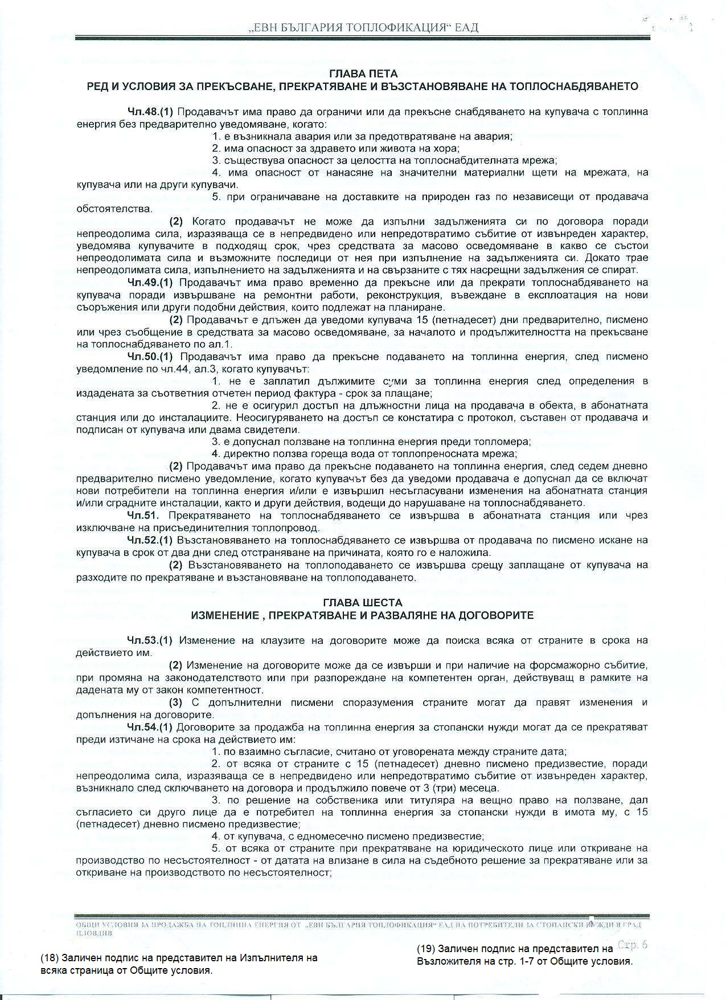 „ЕВН БЪЛГАРИЯ ТОПЛОФИКАЦИЯ“ ЕАД
ГЛАВА ПЕТА
РЕД И УСЛОВИЯ ЗА ПРЕКЪСВАНЕ, ПРЕКРАТЯВАНЕ И ВЪЗСТАНОВЯВАНЕ НА ТОПЛОСНАБДЯВАНЕТО
Чл.48.(1) Продавачът има право да ограничи или да прекъсне снабдяването на купувача с топлинна
енергия без предварително уведомяване, когато:
1. е възникнала авария или за предотвратяване на авария;
2. има опасност за здравето или живота на хора;
3. съществува опасност за целостта на топлоснабдителната мрежа;
4. има опасност от нанасяне на значителни материални щети на мрежата, на
купувача или на други купувачи.
5. при ограничаване на доставките на природен газ по независещи от продавача
обстоятелства.
(2) Когато продавачът не може да изпълни задълженията си по договора поради
непреодолима сила, изразяваща се в непредвидено или непредотвратимо събитие от извънреден характер,
уведомява купувачите в подходящ срок, чрез средствата за масово осведомяване в какво се състои
непреодолимата сила и възможните последици от нея при изпълнение на задълженията си. Докато трае
непреодолимата сила, изпълнението на задълженията и на свързаните с тях насрещни задължения се спират.
Чл.49.(1) Продавачът има право временно да прекъсне или да прекрати топлоснабдяването на
купувача поради извършване на ремонтни работи, реконструкция, въвеждане в експлоатация на нови
съоръжения или други подобни действия, които подлежат на планиране.
(2) Продавачът е длъжен да уведоми купувача 15 (петнадесет) дни предварително, писмено
или чрез съобщение в средствата за масово осведомяване, за началото и продължителността на прекъсване
на топлоснабдяването по ал.1.
Чл.50.(1) Продавачът има право да прекъсне подаването на топлинна енергия, след писмено
уведомление по чл.44, ал.3, когато купувачът:
1. не е заплатил дължимите суми за топлинна енергия след определения в
издадената за съответния отчетен период фактура - срок за плащане;
2. не е осигурил достъп на длъжностни лица на продавача в обекта, в абонатната
станция или до инсталациите. Неосигуряването на достъп се констатира с протокол, съставен от продавача и
подписан от купувача или двама свидетели.
3. е допуснал ползване на топлинна енергия преди топломера;
4. директно ползва гореща вода от топлопреносната мрежа;
(2) Продавачът има право да прекъсне подаването на топлинна енергия, след седем дневно
предварително писмено уведомление, когато купувачът без да уведоми продавача е допуснал да се включат
нови потребители на топлинна енергия и/или е извършил несъгласувани изменения на абонатната станция
и/или сградните инсталации, както и други действия, водещи до нарушаване на топлоснабдяването.
Чл.51. Прекратяването на топлоснабдяването се извършва в абонатната станция или чрез
изключване на присъединителния топлопровод.
Чл.52.(1) Възстановяването на топлоснабдяването се извършва от продавача по писмено искане на
купувача в срок от два дни след отстраняване на причината, която го е наложила.
(2) Възстановяването на топлоподаването се извършва срещу заплащане от купувача на
разходите по прекратяване и възстановяване на топлоподаването.
ГЛАВА ШЕСТА
ИЗМЕНЕНИЕ , ПРЕКРАТЯВАНЕ И РАЗВАЛЯНЕ НА ДОГОВОРИТЕ
Чл.53.(1) Изменение на клаузите на договорите може да поиска всяка от страните в срока на
действието им.
(2) Изменение на договорите може да се извърши и при наличие на форсмажорно събитие,
при промяна на законодателството или при разпореждане на компетентен орган, действуващ в рамките на
дадената му от закон компетентност.
(3) С допълнителни писмени споразумения страните могат да правят изменения и
допълнения на договорите.
Чл.54.(1) Договорите за продажба на топлинна енергия за стопански нужди могат да се прекратяват
преди изтичане на срока на действието им:
1. по взаимно съгласие, считано от уговорената между страните дата;
2. от всяка от страните с 15 (петнадесет) дневно писмено предизвестие, поради
непреодолима сила, изразяваща се в непредвидено или непредотвратимо събитие от извънреден характер,
възникнало след сключването на договора и продължило повече от 3 (три) месеца.
3. по решение на собственика или титуляра на вещно право на ползване, дал
съгласието си друго лице да е потребител на топлинна енергия за стопански нужди в имота му, с 15
(петнадесет) дневно писмено предизвестие;
4. от купувача, с едномесечно писмено предизвестие;
5. от всяка от страните при прекратяване на юридическото лице или откриване на
производство по несъстоятелност - от датата на влизане в сила на съдебното решение за прекратяване или за
откриване на производството по несъстоятелност;
ОБЩИ УСЛОВИЯ ЗА ПРОДАЖБА НА ТОПЛИННА ЕНЕРГИЯ ОТ „ЕВН БЪЛГАРИЯ ТОПЛОФИКАЦИЯ“ ЕАД НА ПОТРЕБИТЕЛИ ЗА СТОПАНСКИ НУЖДИ В ГРАД
ПЛОВДИВ
Стр. 6
(18) Заличен подпис на представител на Изпълнителя на
всяка страница от Общите условия.
(19) Заличен подпис на представител на
Възложителя на стр. 1-7 от Общите условия.